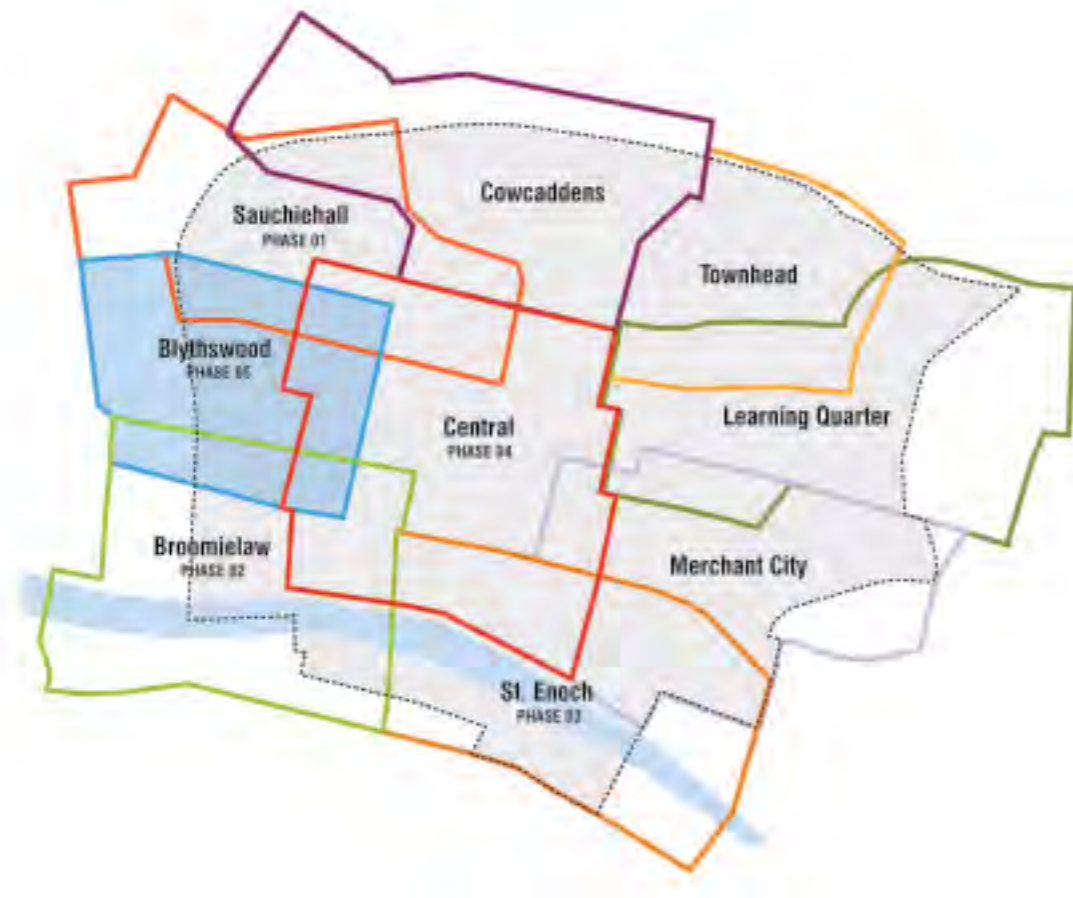 Cowcaddens
Sauchiehall
PHASE 01
Townhead
Blythswood
PHASE 05
Learning Quarter
Central
PHASE 04
Broomielaw
PHASE 02
Merchant City
St. Enoch
PHASE 03